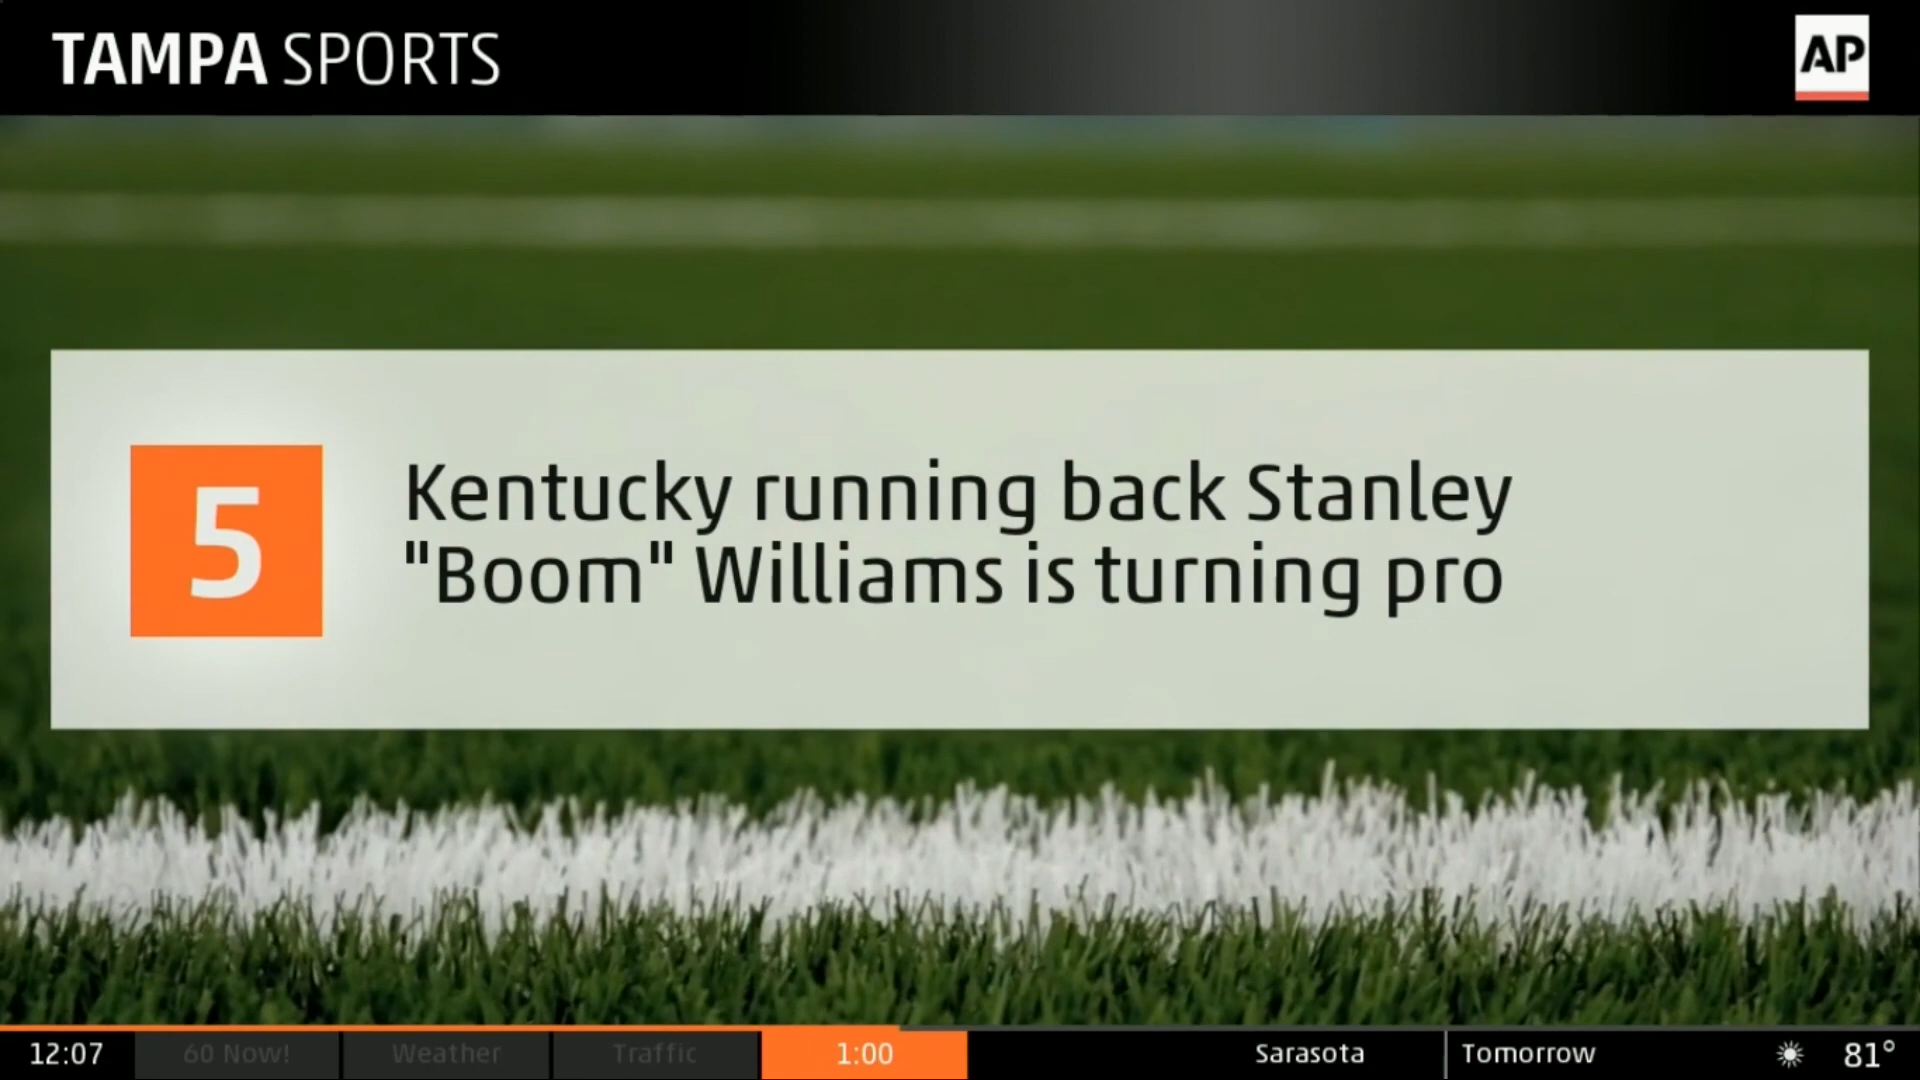 TAMPA SPORTS
AP
5
Kentucky running back Stanley
"Boom" Williams is turning pro
12:07
60 Now!
Weather
Traffic
1:00
Sarasota
Tomorrow
81°